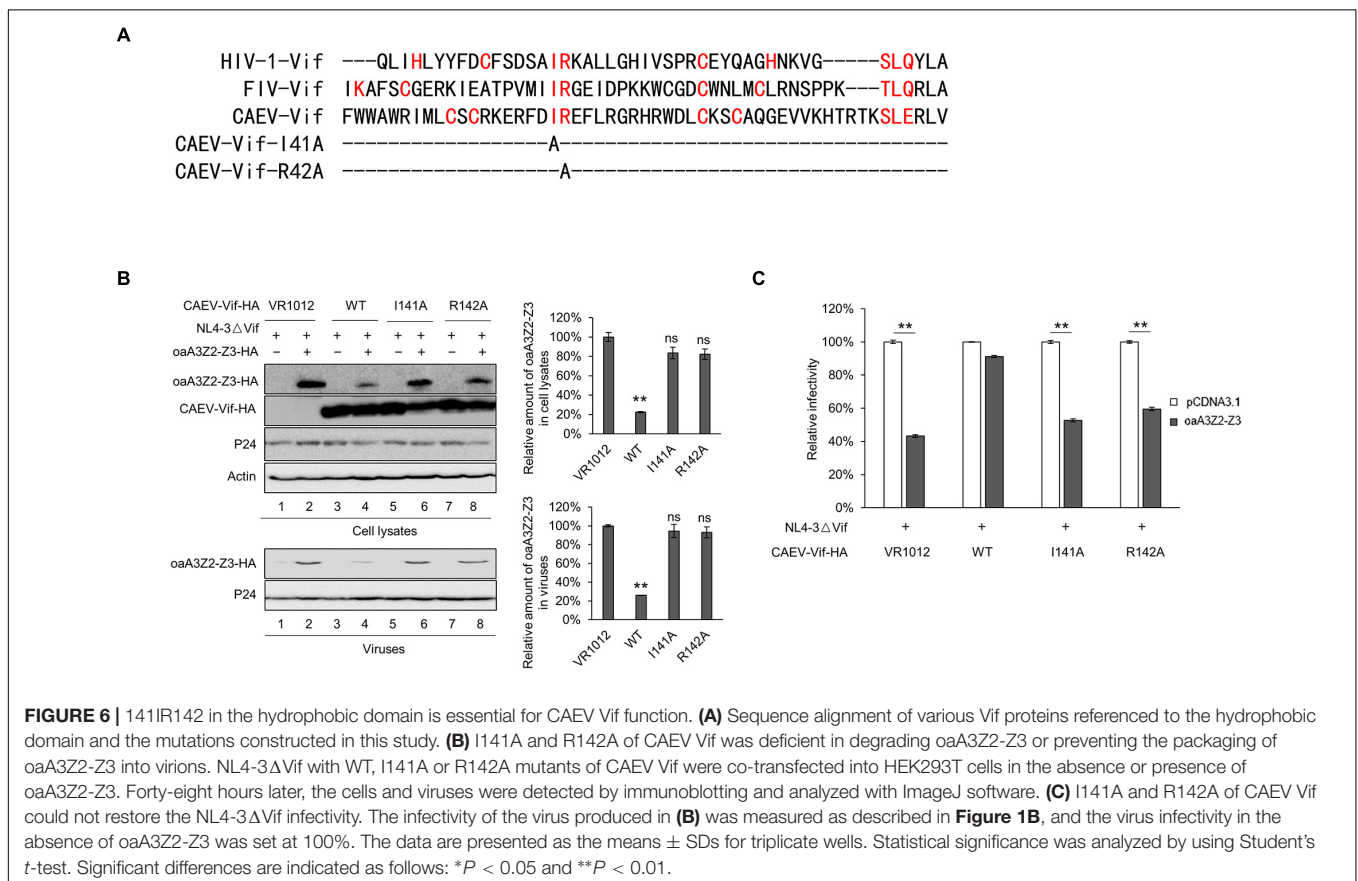 A
HIV-1-Vif ---QLIHLYYFDCFSDSAIRKALLGHIVSPRCEYQAGHNKVG-----SLQYLA
FIV-Vif IKAFSCGERKIEATPVMIIRGEIDPKKWCGDCWNLMCLRNSPPK---TLQRLA
CAEV-Vif FWWAWRIMLCSCRKERFDIREFLRGRHRWDLCKSCAQGEVVKHTRTKSLERLV
CAEV-Vif-I41A -------------------A-----------------------------------
CAEV-Vif-R42A --------------------A----------------------------------
B
CAEV-Vif-HA VR1012 WT I141A R142A
NL4-3△Vif + + + + + + + +
oaA3Z2-Z3-HA − + − + − + − +
oaA3Z2-Z3-HA
CAEV-Vif-HA
P24
Actin
1 2 3 4 5 6 7 8
Cell lysates
oaA3Z2-Z3-HA
P24
1 2 3 4 5 6 7 8
Viruses
Relative amount of oaA3Z2-Z3
in cell lysates
120%
100%
80%
60%
40%
20%
0%
**
ns
ns
VR1012
WT
I141A
R142A
Relative amount of oaA3Z2-Z3
in viruses
120%
100%
80%
60%
40%
20%
0%
**
ns
ns
VR1012
WT
I141A
R142A
C
Relative infectivity
120%
100%
80%
60%
40%
20%
0%
**
**
**
pCDNA3.1
oaA3Z2-Z3
NL4-3△Vif + + + +
CAEV-Vif-HA VR1012 WT I141A R142A
FIGURE 6 | 141IR142 in the hydrophobic domain is essential for CAEV Vif function. (A) Sequence alignment of various Vif proteins referenced to the hydrophobic
domain and the mutations constructed in this study. (B) I141A and R142A of CAEV Vif was deficient in degrading oaA3Z2-Z3 or preventing the packaging of
oaA3Z2-Z3 into virions. NL4-3ΔVif with WT, I141A or R142A mutants of CAEV Vif were co-transfected into HEK293T cells in the absence or presence of
oaA3Z2-Z3. Forty-eight hours later, the cells and viruses were detected by immunoblotting and analyzed with ImageJ software. (C) I141A and R142A of CAEV Vif
could not restore the NL4-3ΔVif infectivity. The infectivity of the virus produced in (B) was measured as described in Figure 1B, and the virus infectivity in the
absence of oaA3Z2-Z3 was set at 100%. The data are presented as the means ± SDs for triplicate wells. Statistical significance was analyzed by using Student's
t-test. Significant differences are indicated as follows: *P < 0.05 and **P < 0.01.